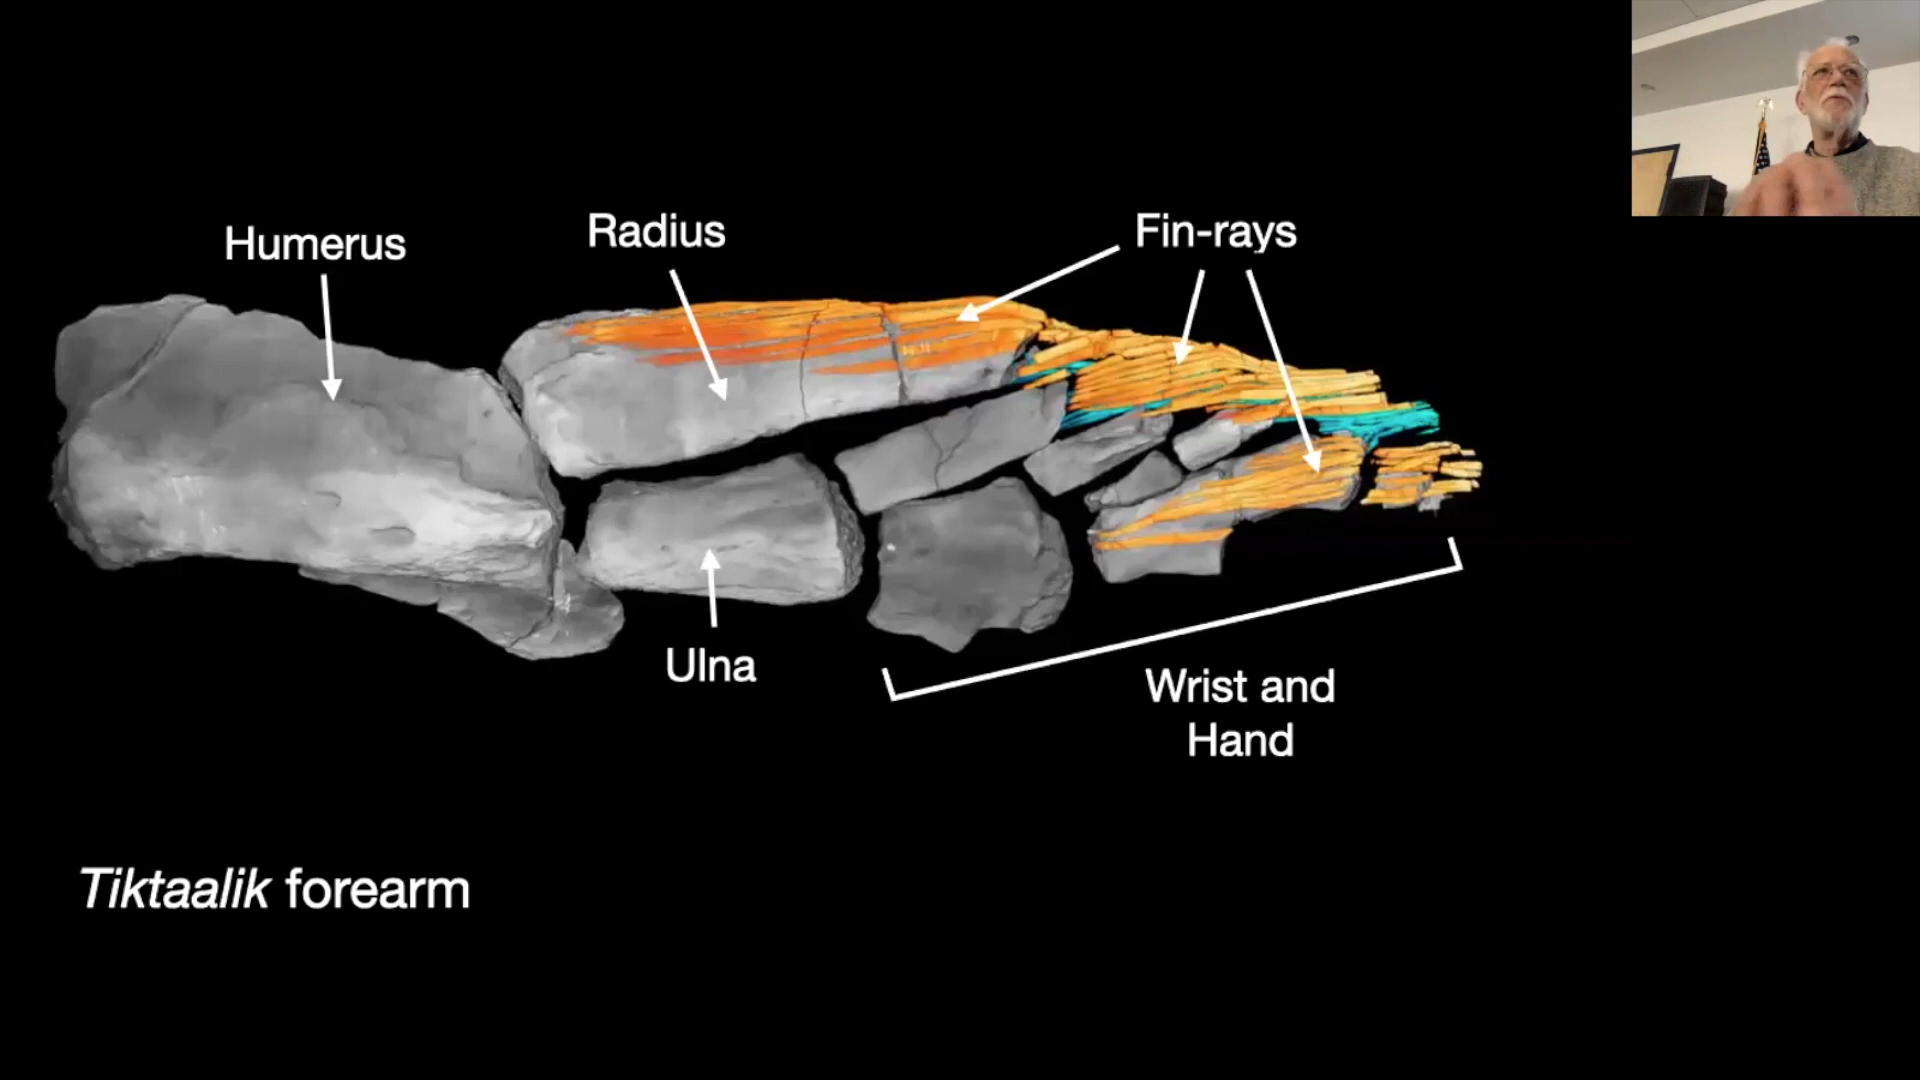 Humerus
Radius
Fin-rays
Ulna
Wrist and
Hand
Tiktaalik forearm